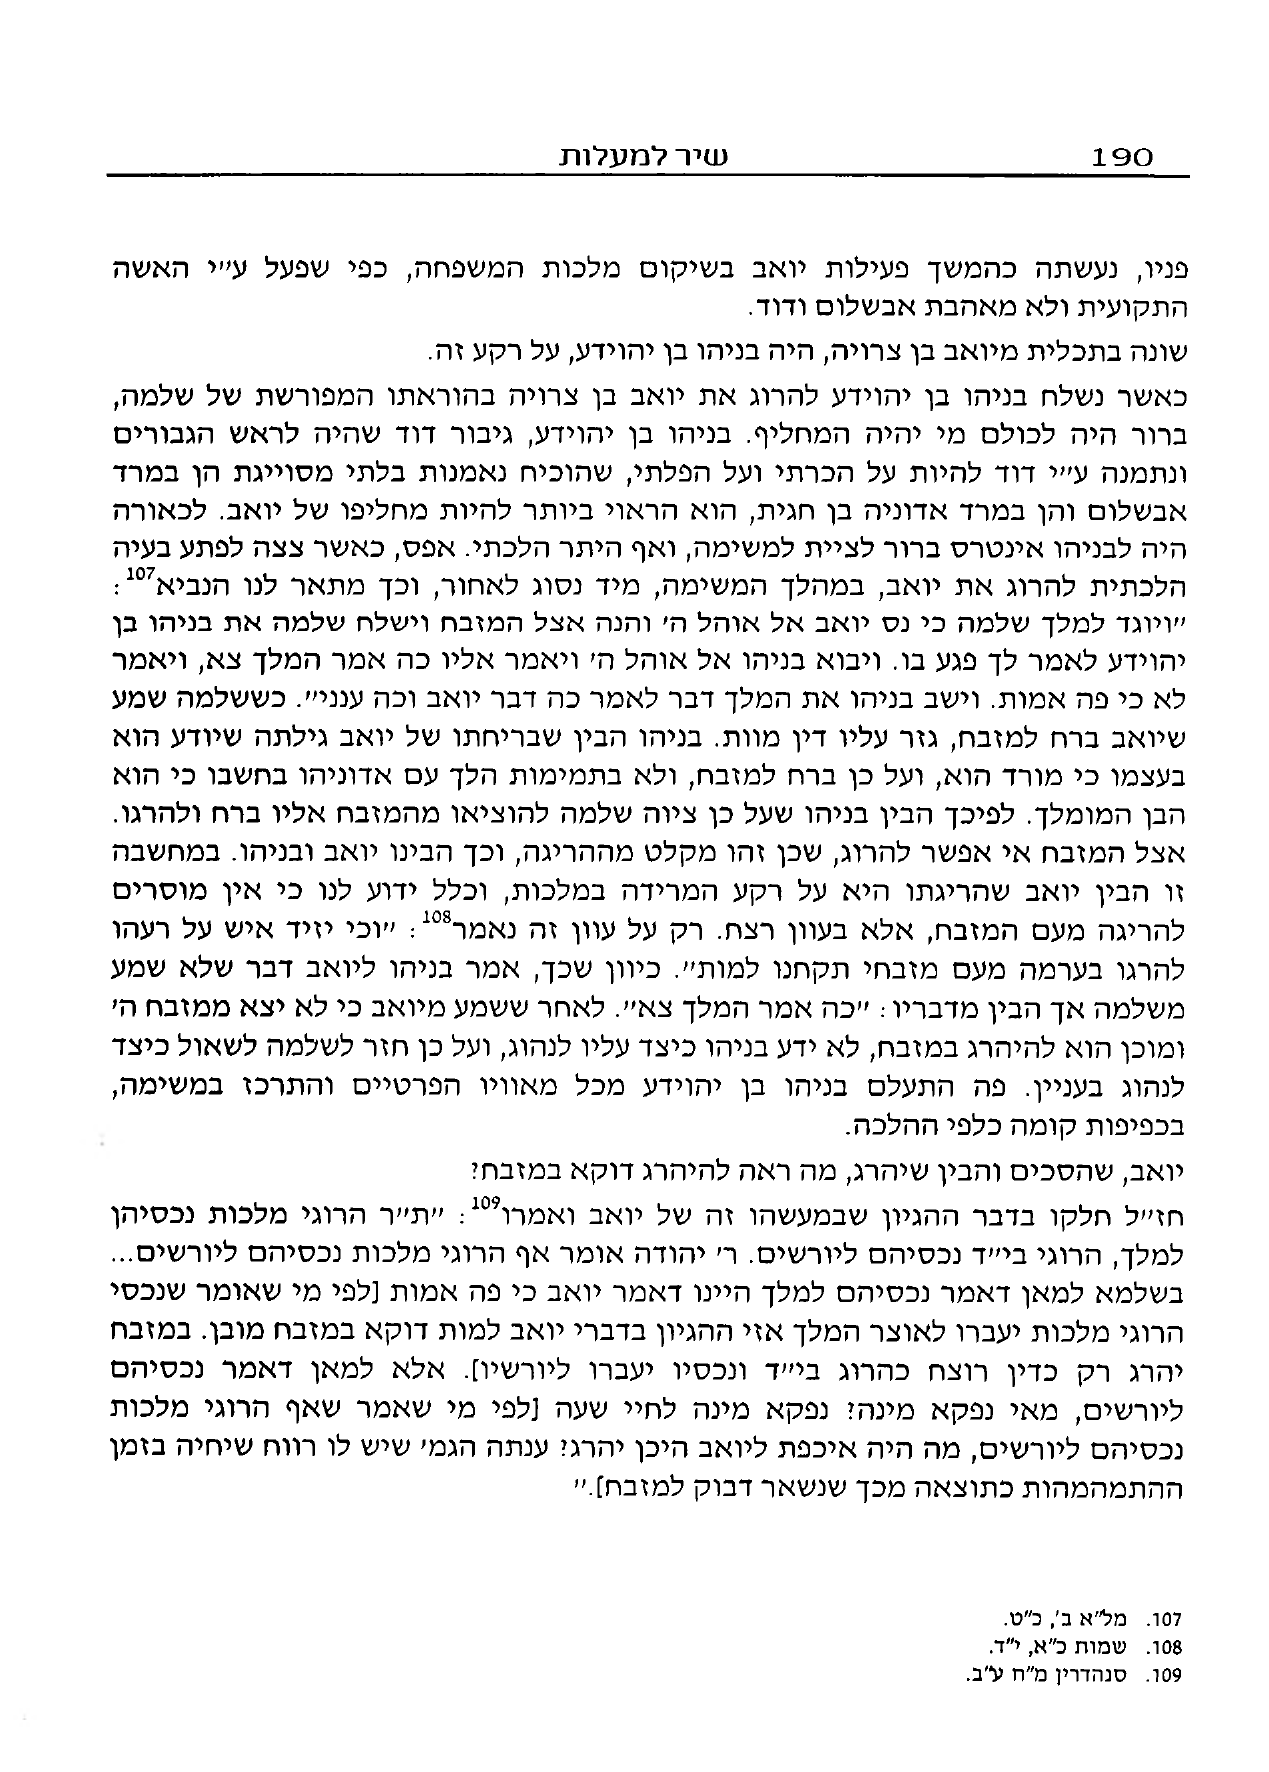 190 שיר למעלות
פניו, נעשתה כהמשך פעילות יואב בשיקום מלכות המשפחה, כפי שפעל ע״י האשה
התקועית ולא מאהבת אבשלום ודוד.
שונה בתכלית מיואב בן צרויה, היה בניהו בן יהוידע, על רקע זה.
כאשר נשלח בניהו בן יהוידע להרוג את יואב בן צרויה בהוראתו המפורשת של שלמה,
ברור היה לכולם מי יהיה המחליף. בניהו בן יהוידע, גיבור דוד שהיה לראש הגבורים
ונתמנה ע״י דוד להיות על הכרתי ועל הפלתי, שהוכיח נאמנות בלתי מסוייגת הן במרד
אבשלום והן במרד אדוניה בן חגית, הוא הראוי ביותר להיות מחליפו של יואב. לכאורה
היה לבניהו אינטרס ברור לציית למשימה, ואף היתר הלכתי. אפס, כאשר צצה לפתע בעיה
הלכתית להרוג את יואב, במהלך המשימה, מיד נסוג לאחור, וכך מתאר לנו הנביא107:
״ויוגד למלך שלמה כי נס יואב אל אוהל ה׳ והנה אצל המזבח וישלח שלמה את בניהו בן
יהוידע לאמר לך פגע בו. ויבוא בניהו אל אוהל ה׳ ויאמר אליו כה אמר המלך צא, ויאמר
לא כי פה אמות. וישב בניהו את המלך דבר לאמר כה דבר יואב וכה ענני״. כששלמה שמע
שיואב ברח למזבח, גזר עליו דין מוות. בניהו הבין שבריחתו של יואב גילתה שיודע הוא
בעצמו כי מורד הוא, ועל כן ברח למזבח, ולא בתמימות הלך עם אדוניהו בחשבו כי הוא
הבן המומלך. לפיכך הבין בניהו שעל כן ציוה שלמה להוציאו מהמזבח אליו ברח ולהרגו.
אצל המזבח אי אפשר להרוג, שכן זהו מקלט מההריגה, וכך הבינו יואב ובניהו. במחשבה
זו הבין יואב שהריגתו היא על רקע המרידה במלכות, וכלל ידוע לנו כי אין מוסרים
להריגה מעם המזבח, אלא בעוון רצח. רק על עוון זה נאמר108: ״וכי יזיד איש על רעהו
להרגו בערמה מעם מזבחי תקחנו למות״. כיוון שכך, אמר בניהו ליואב דבר שלא שמע
משלמה אך הבין מדבריו: ״כה אמר המלך צא״. לאחר ששמע מיואב כי לא יצא ממזבח ה׳
ומוכן הוא להיהרג במזבח, לא ידע בניהו כיצד עליו לנהוג, ועל כן חזר לשלמה לשאול כיצד
לנהוג בעניין. פה התעלם בניהו בן יהוידע מכל מאוויו הפרטיים והתרכז במשימה,
בכפיפות קומה כלפי ההלכה.
יואב, שהסכים והבין שיהרג, מה ראה להיהרג דוקא במזבח?
חז״ל חלקו בדבר ההגיון שבמעשהו זה של יואב ואמרו109: ״ת״ר הרוגי מלכות נכסיהן
למלך, הרוגי בי״ד נכסיהם ליורשים. ר׳ יהודה אומר אף הרוגי מלכות נכסיהם ליורשים...
בשלמא למאן דאמר נכסיהם למלך היינו דאמר יואב כי פה אמות [לפי מי שאומר שנכסי
הרוגי מלכות יעברו לאוצר המלך אזי ההגיון בדברי יואב למות דוקא במזבח מובן. במזבח
יהרג רק כדין רוצח כהרוג בי״ד ונכסיו יעברו ליורשיו]. אלא למאן דאמר נכסיהם
ליורשים, מאי נפקא מינה? נפקא מינה לחיי שעה [לפי מי שאמר שאף הרוגי מלכות
נכסיהם ליורשים, מה היה איכפת ליואב היכן יהרג? ענתה הגמ׳ שיש לו רווח שיחיה בזמן
ההתמהמהות כתוצאה מכך שנשאר דבוק למזבח].״
107. מל״א ב׳, כ״ט.
108. שמות כ״א, י״ד.
109. סנהדרין מ״ח ע״ב.